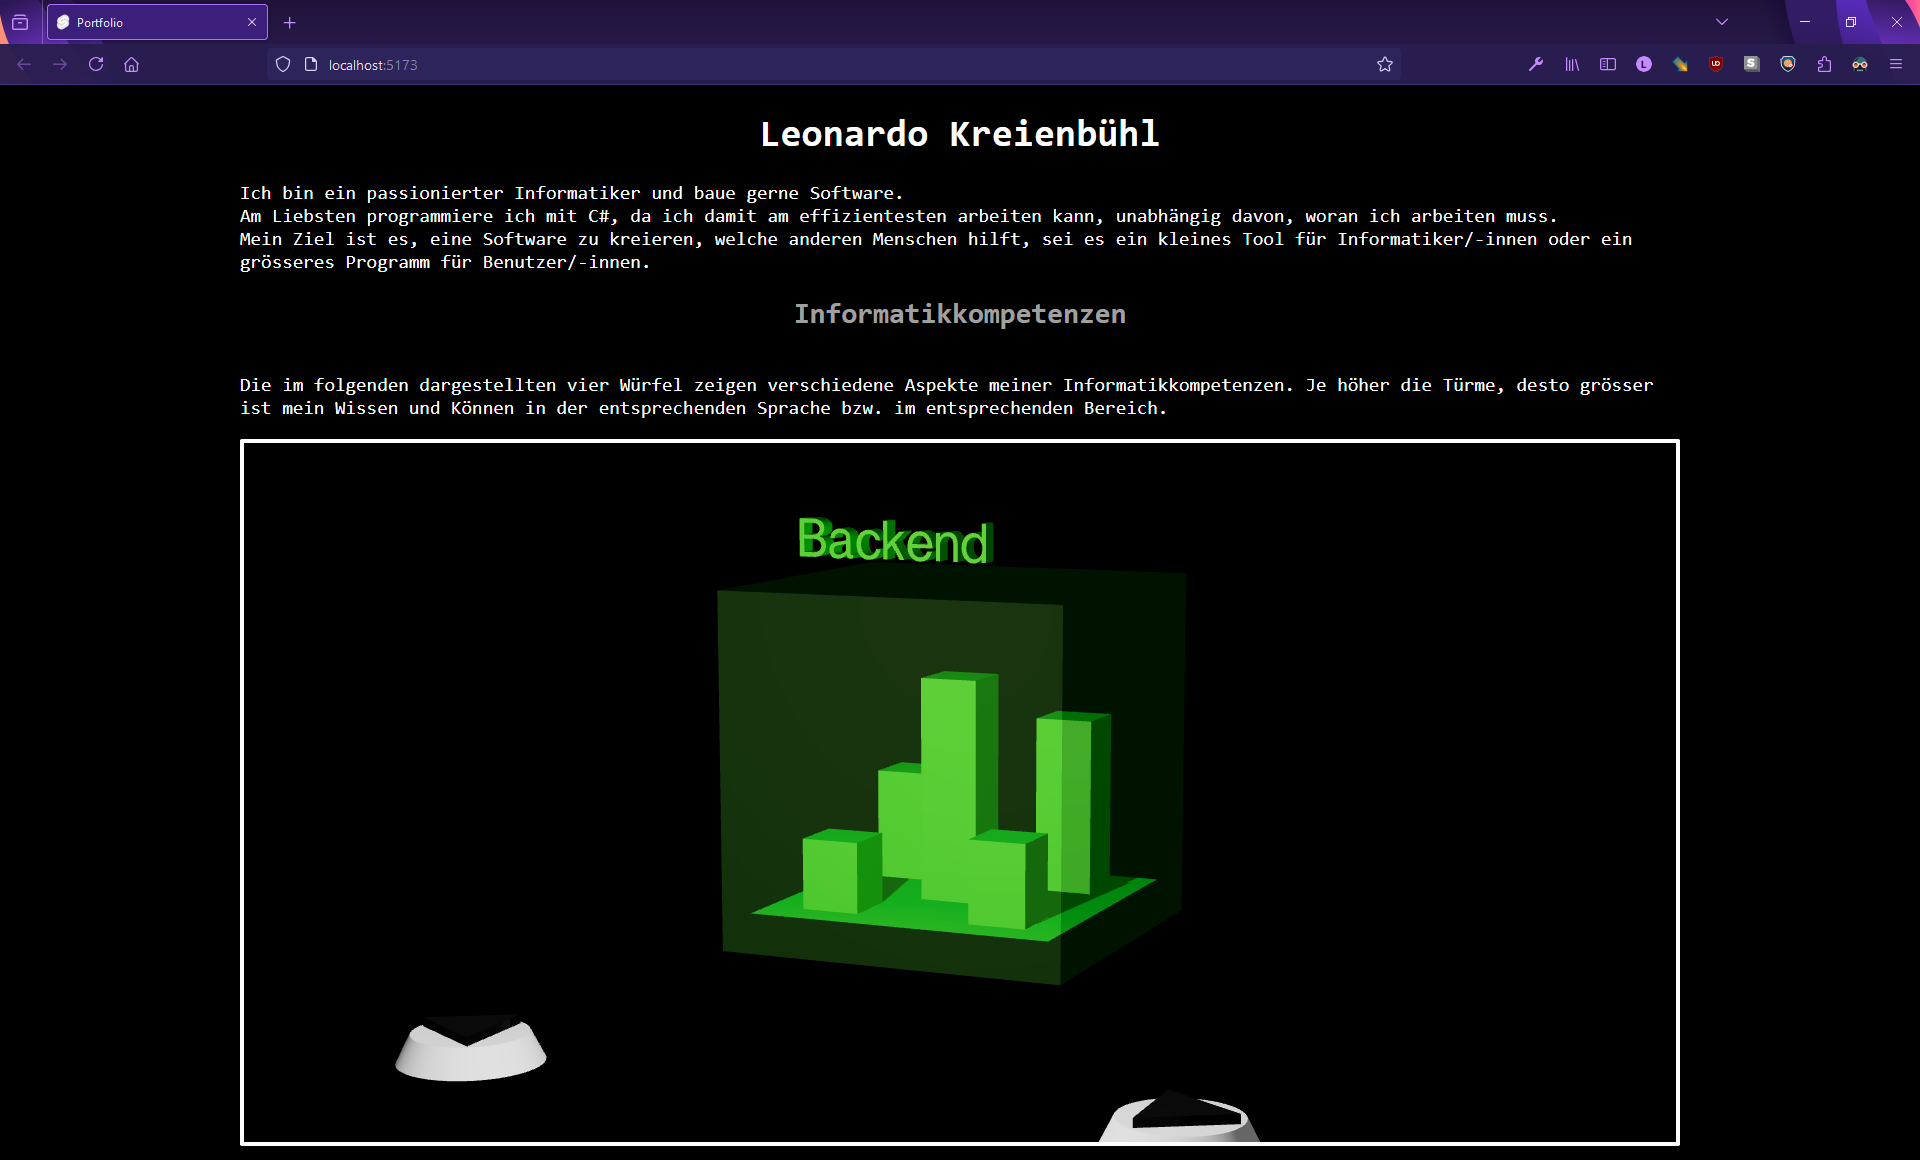 Portfolio
localhost:5173
L
UD
S
Leonardo Kreienbühl
Ich bin ein passionierter Informatiker und baue gerne Software.
Am Liebsten programmiere ich mit C#, da ich damit am effizientesten arbeiten kann, unabhängig davon, woran ich arbeiten muss.
Mein Ziel ist es, eine Software zu kreieren, welche anderen Menschen hilft, sei es ein kleines Tool für Informatiker/-innen oder ein
grösseres Programm für Benutzer/-innen.
Informatikkompetenzen
Die im folgenden dargestellten vier Würfel zeigen verschiedene Aspekte meiner Informatikkompetenzen. Je höher die Türme, desto grösser
ist mein Wissen und Können in der entsprechenden Sprache bzw. im entsprechenden Bereich.
Backend